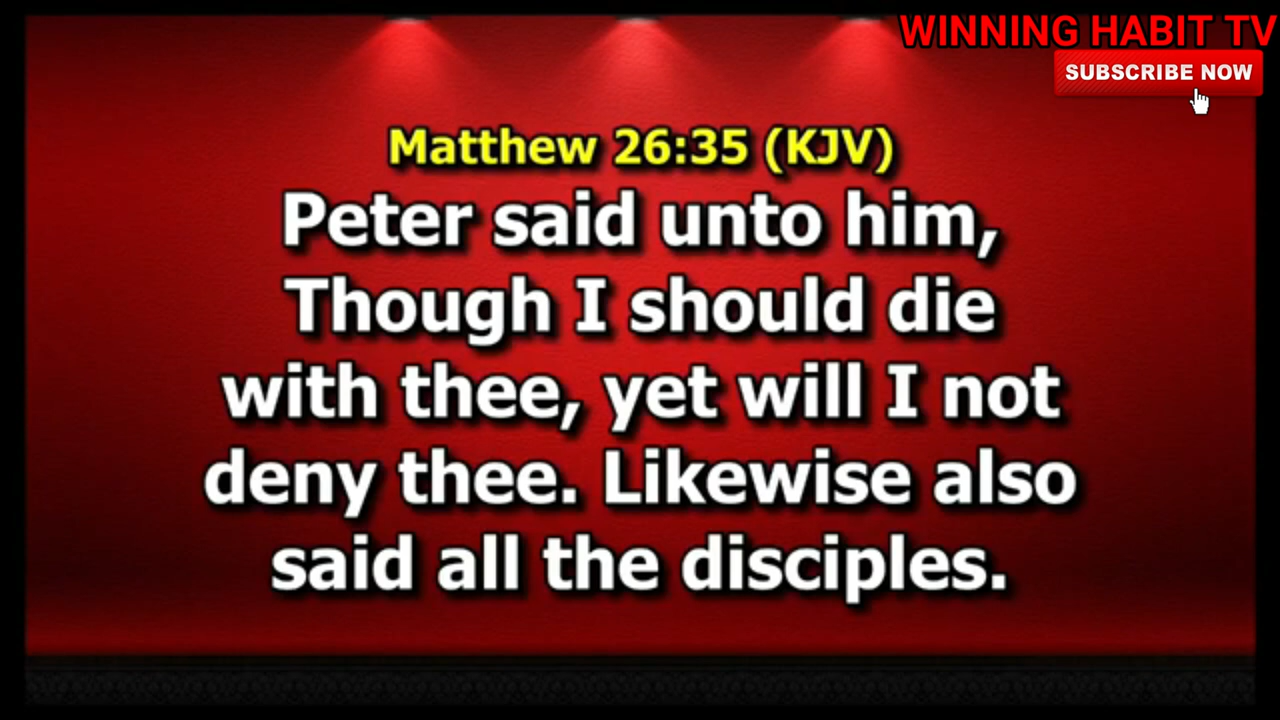 WINNING HABIT TV
SUBSCRIBE NOW
Matthew 26:35 (KJV)
Peter said unto him,
Though I should die
with thee, yet will I not
deny thee. Likewise also
said all the disciples.